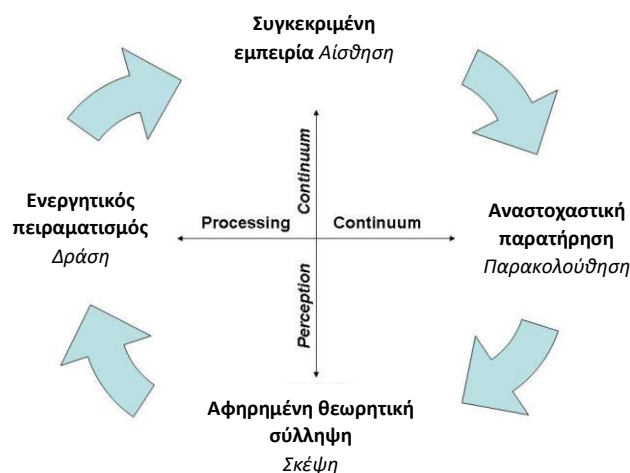 Συγκεκριμένη
εμπειρία Αίσθηση
Ενεργητικός
πειραματισμός
Δράση
Continuum
Processing Continuum
Perception
Αναστοχαστική
παρατήρηση
Παρακολούθηση
Αφηρημένη θεωρητική
σύλληψη
Σκέψη